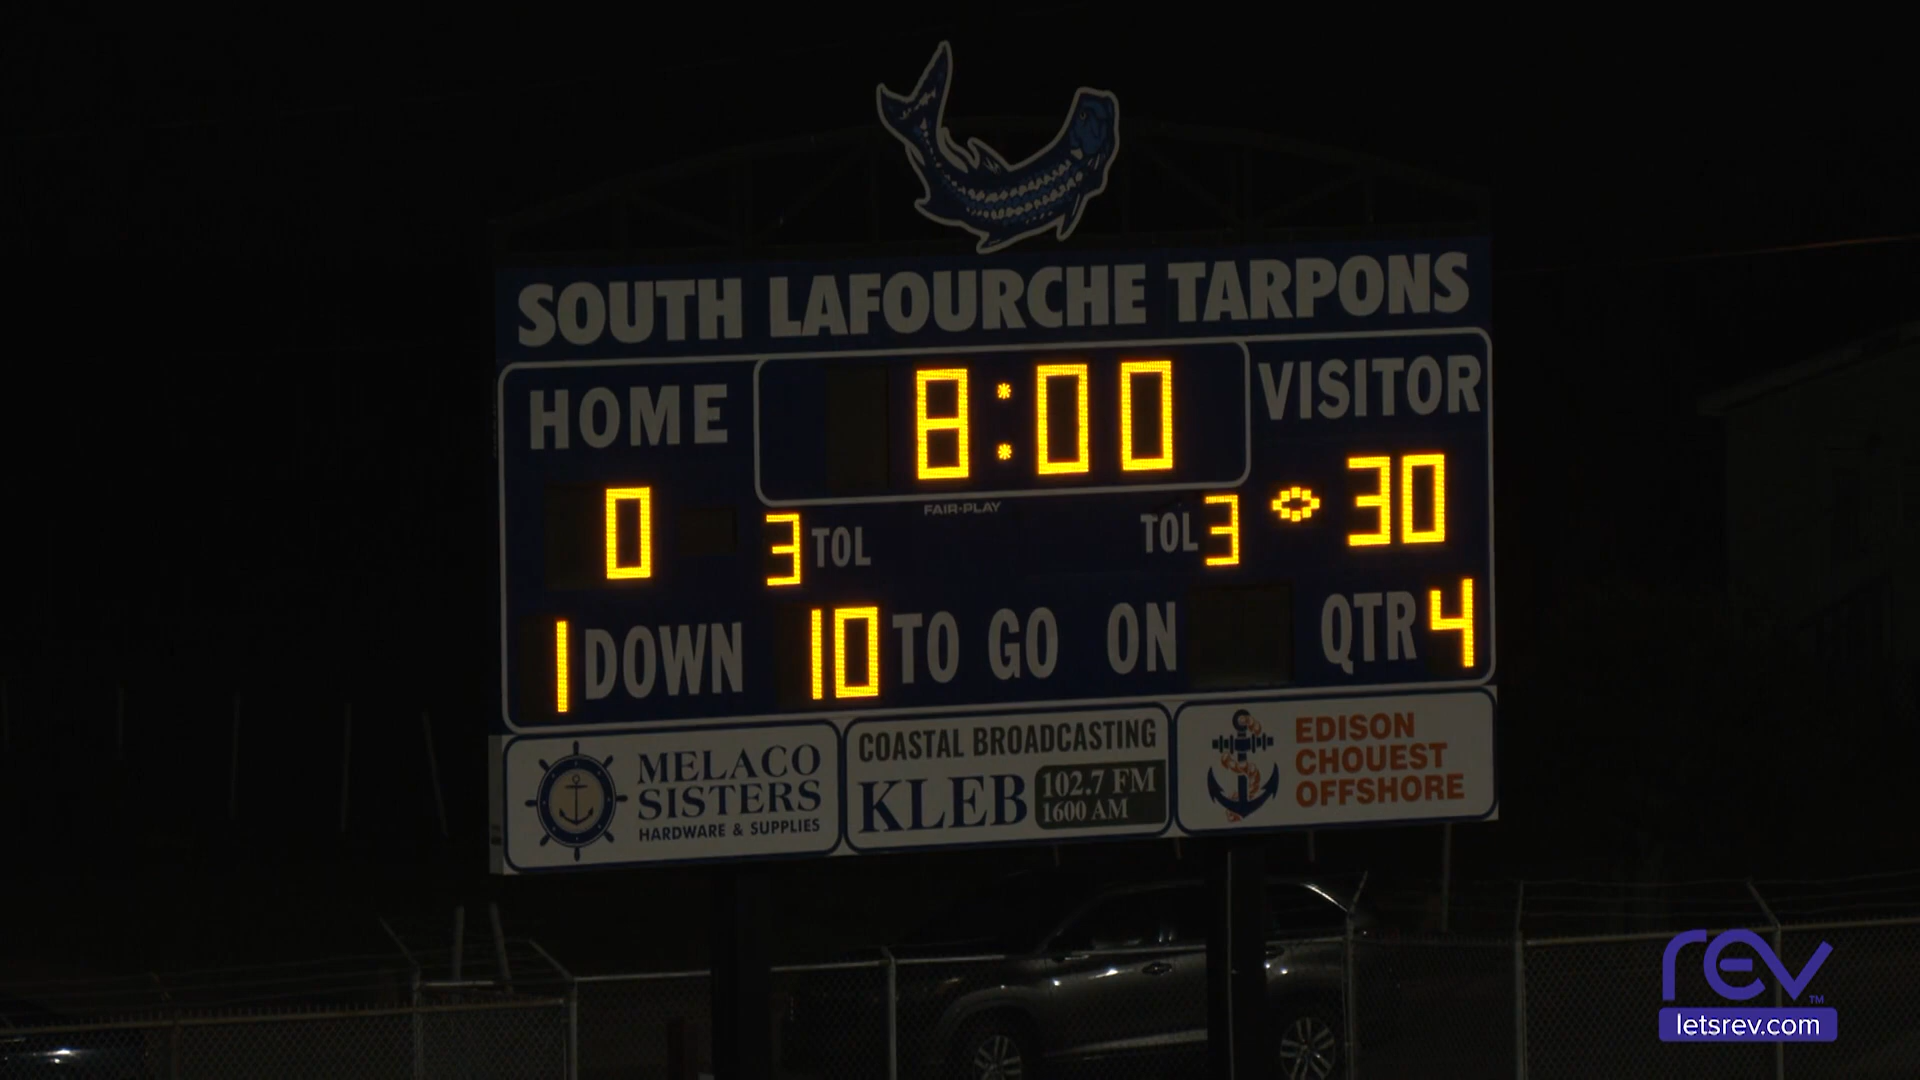 SOUTH LAFOURCHE TARPONS
HOME 8:00 VISITOR
0 3 TOL FAIR-PLAY TOL 3 30
1 DOWN 10 TO GO ON QTR 4
MELACO
SISTERS
HARDWARE & SUPPLIES
COASTAL BROADCASTING
KLEB 102.7 FM
1600 AM
EDISON
CHOUEST
OFFSHORE
rev™
letsrev.com